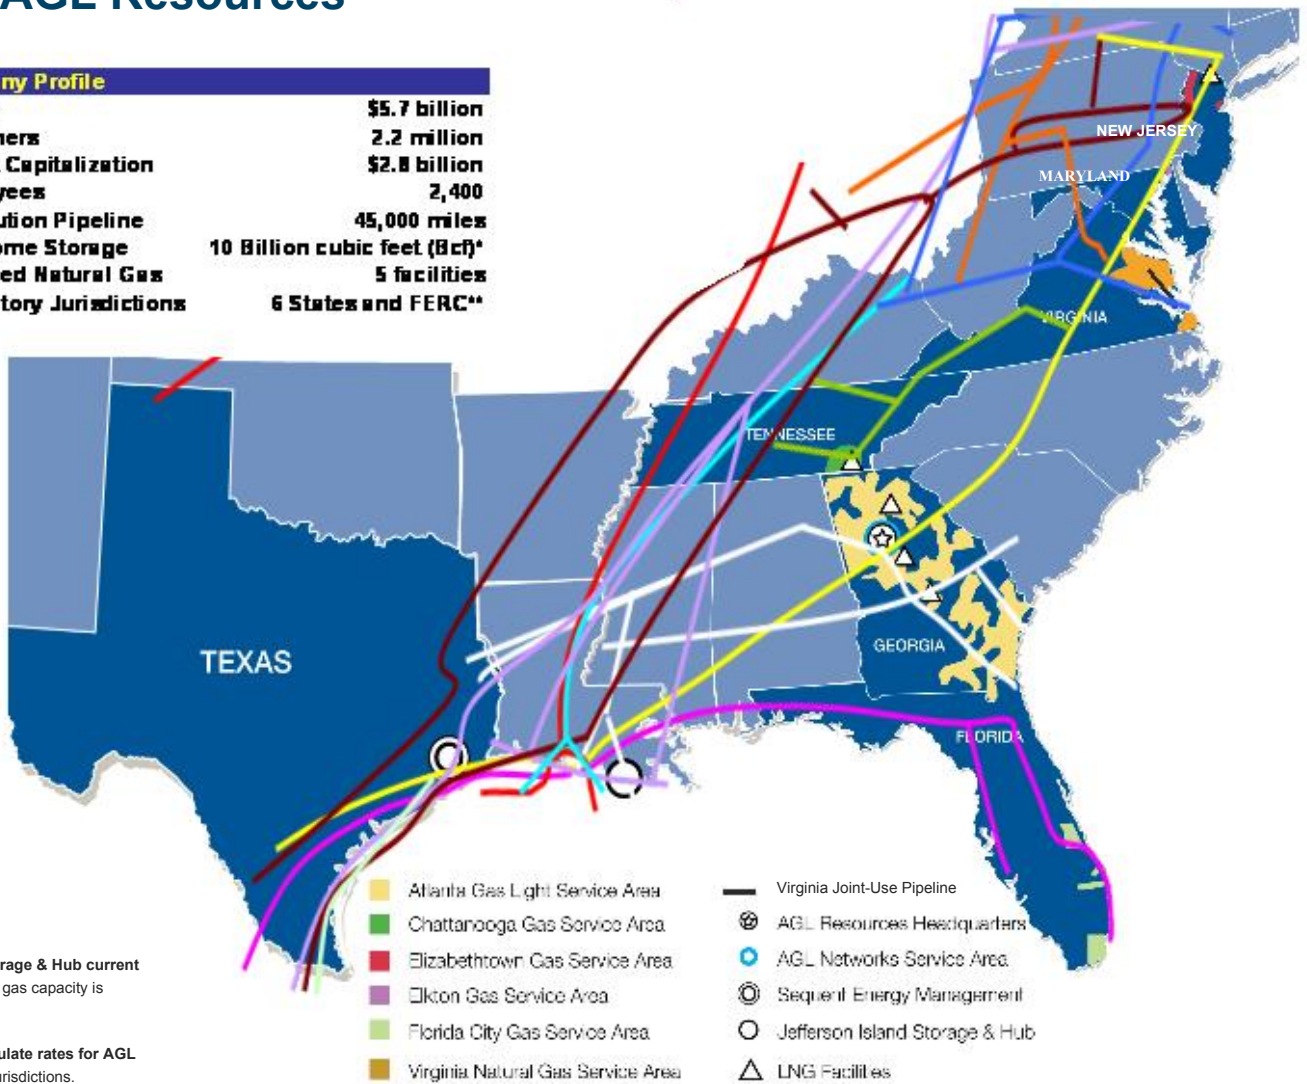 AGL Resources
ny Profile
$5.7 billion
ners 2.2 million
Capitalization $2.8 billion
yees 2,400
ution Pipeline 45,000 miles
ome Storage 10 Billion cubic feet (Bcf)*
ed Natural Gas 5 facilities
tory Jurisdictions 6 States and FERC**
NEW JERSEY
MARYLAND
VIRGINIA
TENNESSEE
TEXAS
GEORGIA
FLORIDA
Atlanta Gas Light Service Area
Chattanooga Gas Service Area
Elizabethtown Gas Service Area
Elkton Gas Service Area
Florida City Gas Service Area
Virginia Natural Gas Service Area
Virginia Joint-Use Pipeline
AGL Resources Headquarters
AGL Networks Service Area
Sequent Energy Management
Jefferson Island Storage & Hub
LNG Facilities
rage & Hub current
gas capacity is
ulate rates for AGL
urisdictions.